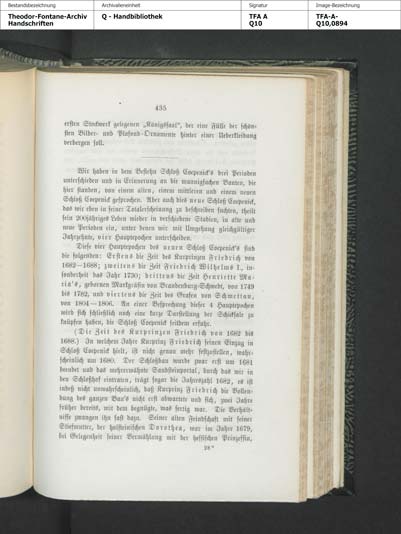 Bestandsbezeichnung
Archivalieneinheit
Signatur
Image-Bezeichnung
Theodor-Fontane-Archiv
Handschriften
Q - Handbibliothek
TFA A
Q10
TFA-A-
Q10,0894
435
ersten Stockwerk gelegenen „Königssaal“, der eine Fülle der schön-
sten Bilder- und Plafond-Ornamente hinter einer Ueberkleidung
verbergen soll.
Wir haben in dem Bestehn Schloß Coepenick's drei Perioden
unterschieden und in Erinnerung an die mannigfachen Bauten, die
hier standen, von einem alten, einem mittleren und einem neuen
Schloß Coepenick gesprochen. Aber auch dies neue Schloß Coepenick,
das wir eben in seiner Totalerscheinung zu beschreiben suchten, theilt
sein 200jähriges Leben wieder in verschiedene Stadien, in alte und
neue Perioden ein, unter denen wir mit Umgehung gleichgültiger
Jahrzehnte, vier Hauptepochen unterscheiden.
Diese vier Hauptepochen des neuen Schloß Coepenick's sind
die folgenden: Erstens die Zeit des Kurprinzen Friedrich von
1682—1688; zweitens die Zeit Friedrich Wilhelms I., in-
sonderheit das Jahr 1730; drittens die Zeit Henriette Ma-
ria's, gebornen Markgräfin von Brandenburg-Schwedt, von 1749
bis 1782, und viertens die Zeit des Grafen von Schmettau,
von 1804—1806. An einer Besprechung dieser 4 Hauptepochen
wird sich schließlich noch eine kurze Darstellung der Schicksale zu
knüpfen haben, die Schloß Coepenick seitdem erfuhr.
(Die Zeit des Kurprinzen Friedrich von 1682 bis
1688.) In welchem Jahre Kurprinz Friedrich seinen Einzug in
Schloß Coepenick hielt, ist nicht genau mehr festzustellen, wahr-
scheinlich um 1680. Der Schloßbau wurde zwar erst um 1681
beendet und das mehrerwähnte Sandsteinportal, durch das wir in
den Schloßhof eintraten, trägt sogar die Jahreszahl 1682, es ist
indeß nicht unwahrscheinlich, daß Kurprinz Friedrich die Vollen-
dung des ganzen Bau's nicht erst abwartete und sich, zwei Jahre
früher bereits, mit dem begnügte, was fertig war. Die Verhält-
nisse zwangen ihn fast dazu. Seiner alten Feindschaft mit seiner
Stiefmutter, der holsteinischen Dorothea, war im Jahre 1679,
bei Gelegenheit seiner Vermählung mit der hessischen Prinzessin,
28*